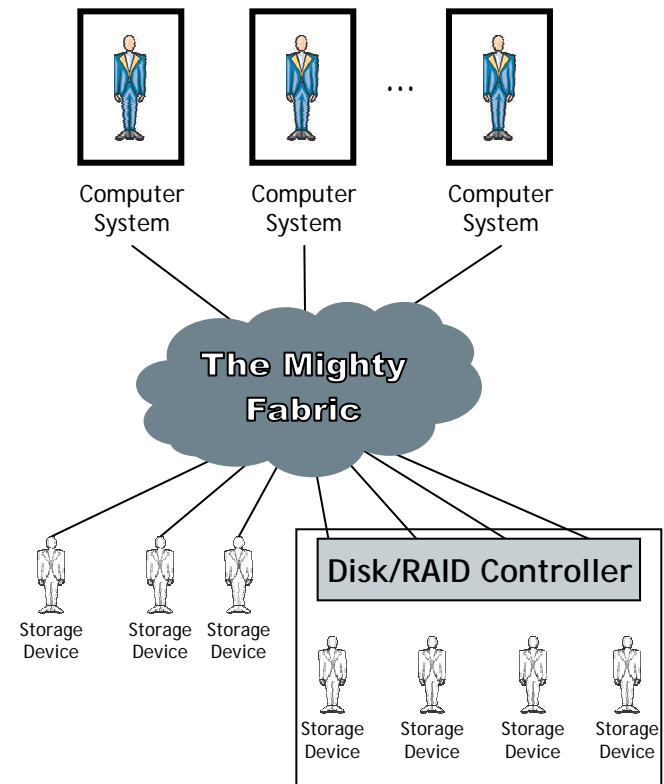 ...
Computer
System
Computer
System
Computer
System
The Mighty
Fabric
Disk/RAID Controller
Storage
Device
Storage
Device
Storage
Device
Storage
Device
Storage
Device
Storage
Device
Storage
Device